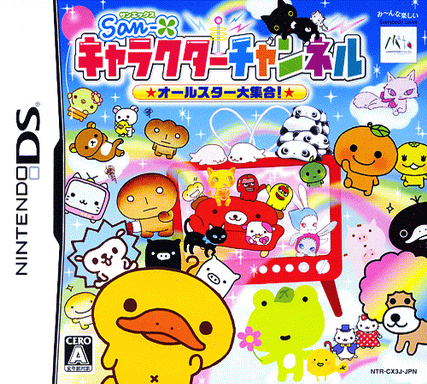 サンエックス
San-X
キャラクターチャンネル
★オールスター大集合！★
み〜んな楽しい
Everybody Loves
NINTENDO DS
CERO
A
NTR-CX3J-JPN